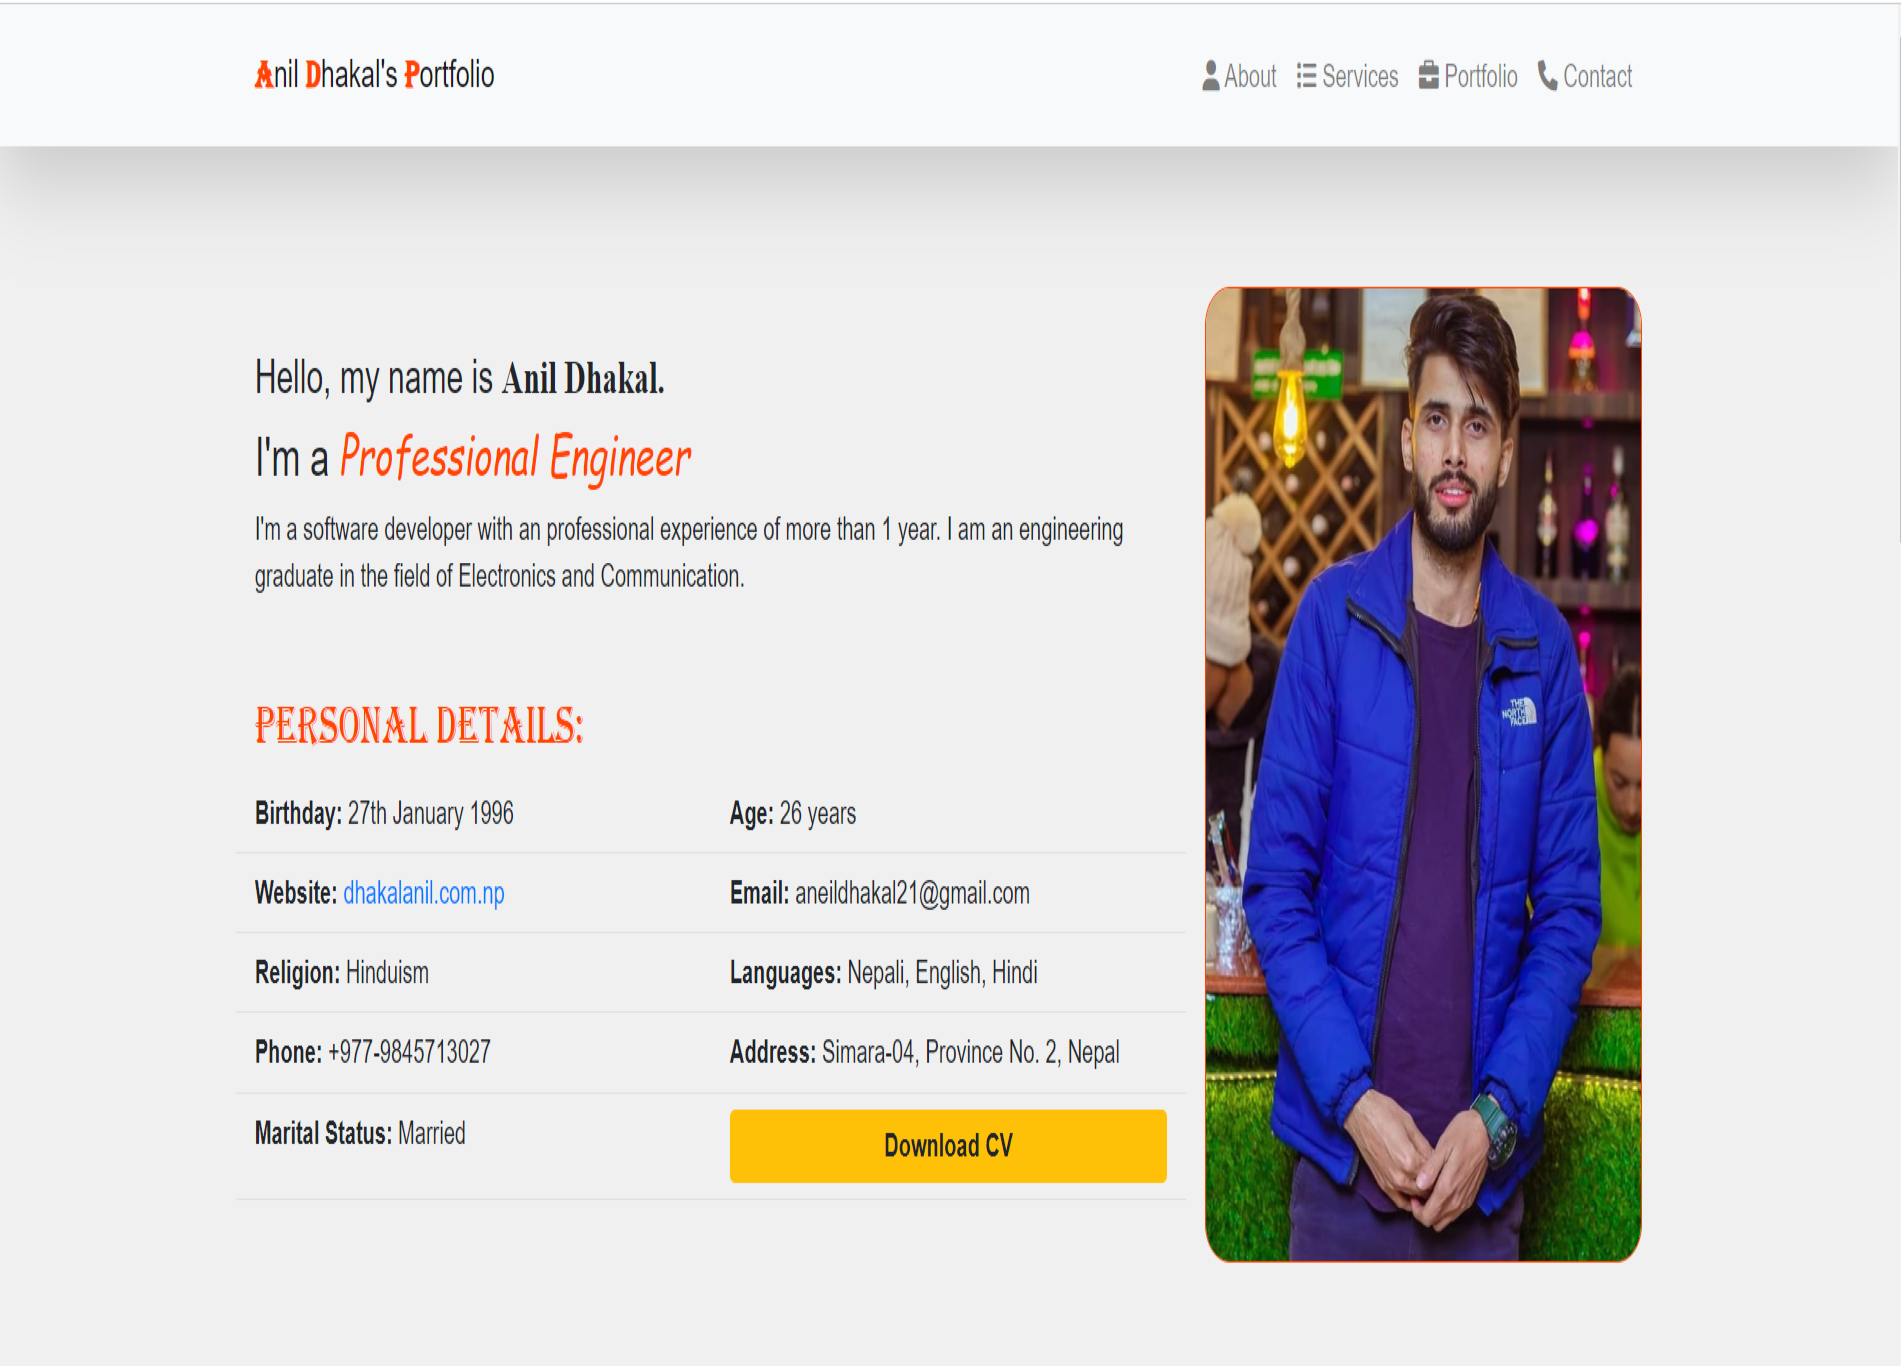 Anil Dhakal's Portfolio
About Services Portfolio Contact
Hello, my name is Anil Dhakal.
I'm a Professional Engineer
I'm a software developer with an professional experience of more than 1 year. I am an engineering
graduate in the field of Electronics and Communication.
PERSONAL DETAILS:
Birthday: 27th January 1996
Age: 26 years
Website: dhakalanil.com.np
Email: aneildhakal21@gmail.com
Religion: Hinduism
Languages: Nepali, English, Hindi
Phone: +977-9845713027
Address: Simara-04, Province No. 2, Nepal
Marital Status: Married
Download CV
THE
NORTH
FACE